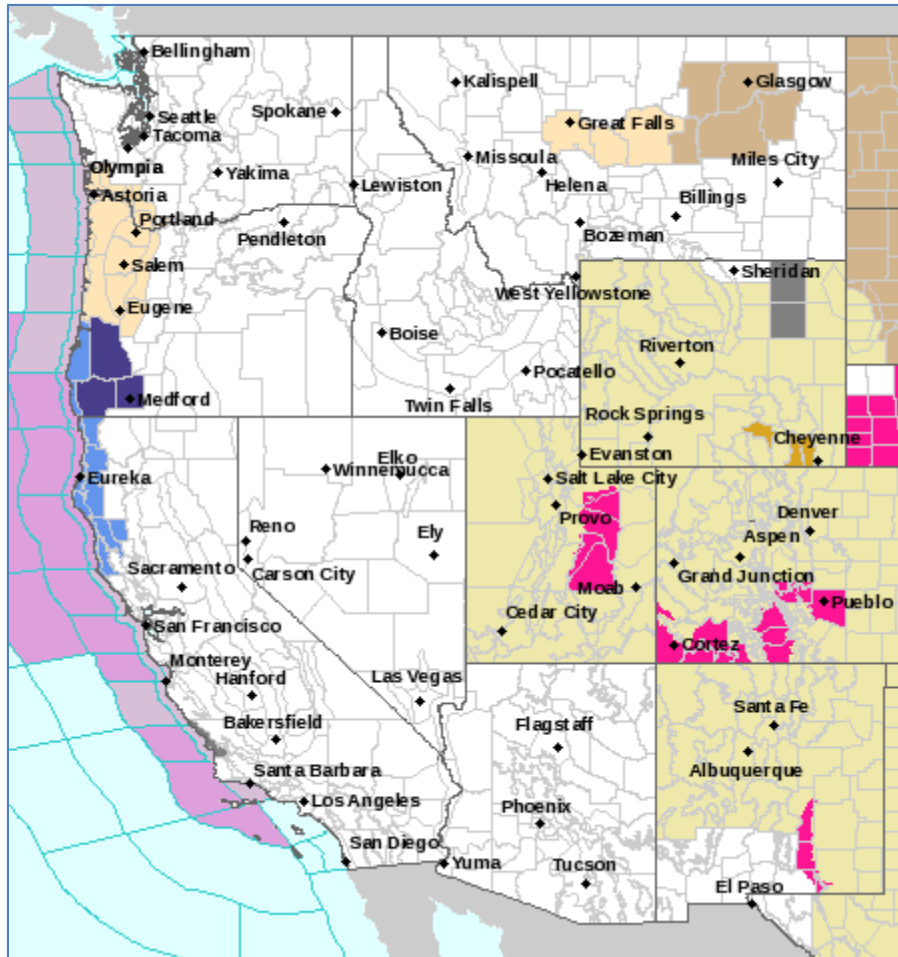 Bellingham
Kalispell
Glasgow
Seattle
Spokane
Great Falls
Tacoma
Olympia
Missoula
Miles City
Yakima
Lewiston
Helena
Astoria
Billings
Portland
Pendleton
Bozeman
Salem
Sheridan
West Yellowstone
Eugene
Boise
Riverton
Pocatello
Medford
Twin Falls
Rock Springs
Cheyenne
Elko
Evanston
Winnemucca
Eureka
Salt Lake City
Provo
Denver
Reno
Ely
Aspen
Sacramento
Carson City
Grand Junction
Moab
Pueblo
Cedar City
San Francisco
Cortez
Monterey
Hanford
Las Vegas
Santa Fe
Bakersfield
Flagstaff
Albuquerque
Santa Barbara
Los Angeles
Phoenix
San Diego
Yuma
Tucson
El Paso